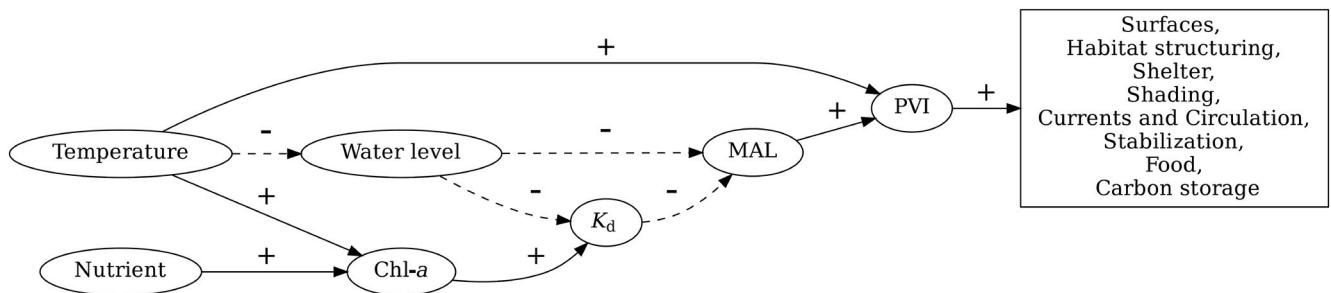 Surfaces,
Habitat structuring,
Shelter,
Shading,
Currents and Circulation,
Stabilization,
Food,
Carbon storage
+
PVI
+
+
-
-
Temperature
Water level
MAL
+
-
-
K_d
+
+
Nutrient
Chl-a